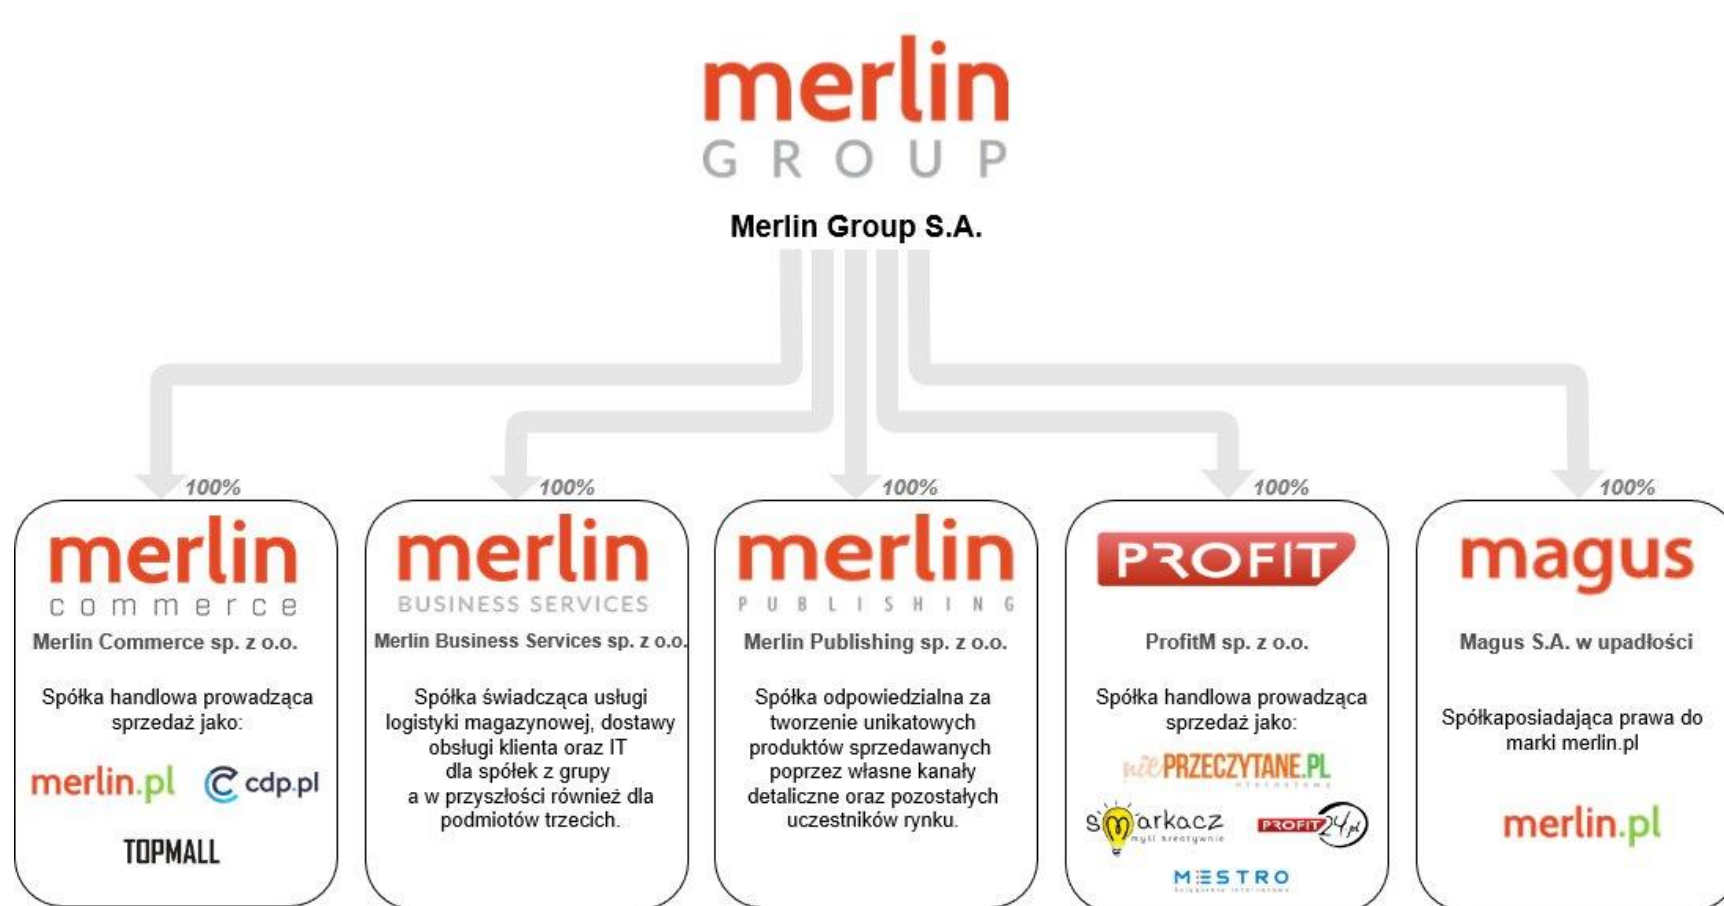 merlin
GROUP
Merlin Group S.A.
100%
merlin
commerce
Merlin Commerce sp. z o.o.
Spółka handlowa prowadząca
sprzedaż jako:
merlin.pl
cdp.pl
TOPMALL
100%
merlin
BUSINESS SERVICES
Merlin Business Services sp. z o.o.
Spółka świadcząca usługi
logistyki magazynowej, dostawy
obsługi klienta oraz IT
dla spółek z grupy
a w przyszłości również dla
podmiotów trzecich.
100%
merlin
PUBLISHING
Merlin Publishing sp. z o.o.
Spółka odpowiedzialna za
tworzenie unikatowych
produktów sprzedawanych
poprzez własne kanały
detaliczne oraz pozostałych
uczestników rynku.
100%
PROFIT
ProfitM sp. z o.o.
Spółka handlowa prowadząca
sprzedaż jako:
niePRZECZYTANE.PL
smarkacz
myśl kreatywnie
PROFIT24.pl
MESTRO
księgarnia internetowa
100%
magus
Magus S.A. w upadłości
Spółkaposiadająca prawa do
marki merlin.pl
merlin.pl